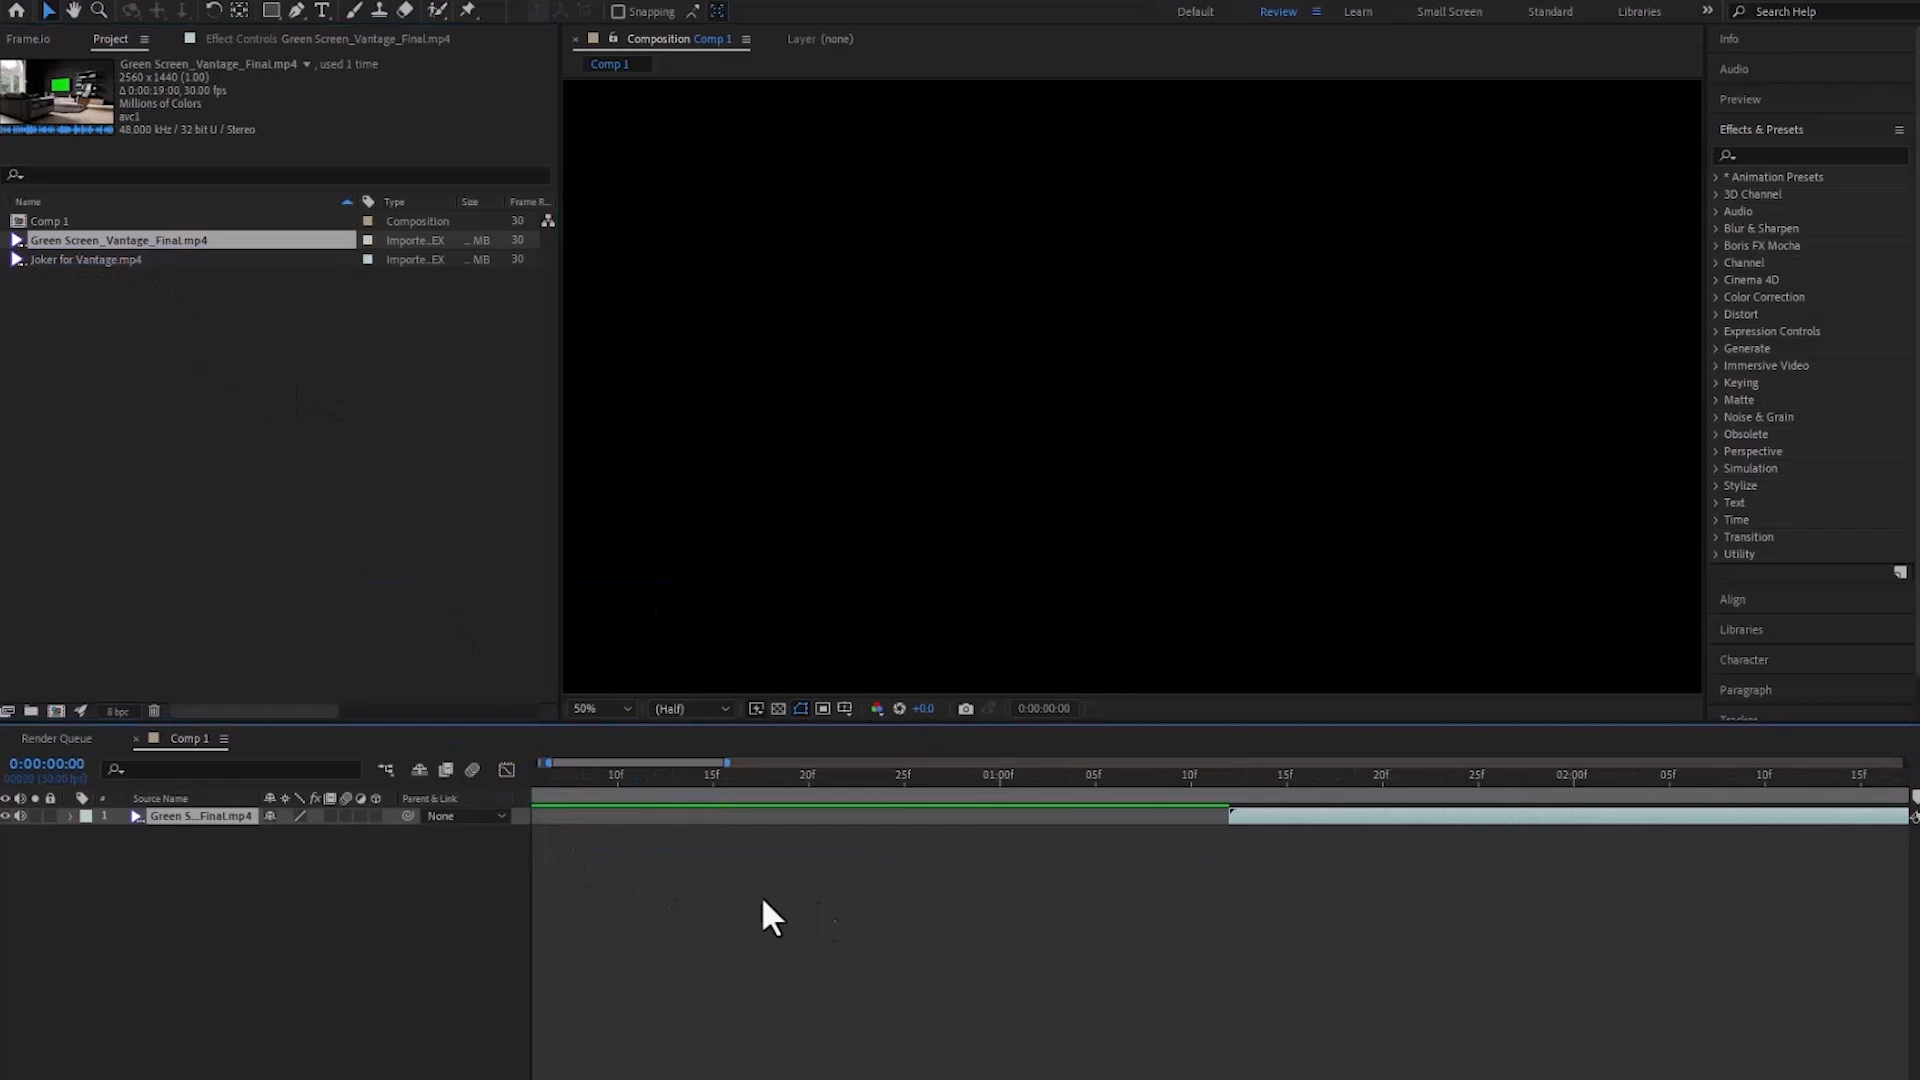 Snapping
Default
Review
Learn
Small Screen
Standard
Libraries
Search Help
Frame.io
Project
Effect Controls Green Screen_Vantage_Final.mp4
Composition Comp 1
Layer (none)
Info
Green Screen_Vantage_Final.mp4 , used 1 time
2560 x 1440 (1.00)
Δ 0:00:19:00, 30.00 fps
Millions of Colors
avc1
48.000 kHz / 32 bit U / Stereo
Comp 1
Audio
Preview
Effects & Presets
* Animation Presets
3D Channel
Audio
Blur & Sharpen
Boris FX Mocha
Channel
Cinema 4D
Color Correction
Distort
Expression Controls
Generate
Immersive Video
Keying
Matte
Noise & Grain
Obsolete
Perspective
Simulation
Stylize
Text
Time
Transition
Utility
Align
Libraries
Character
Paragraph
Name Type Size Frame R...
Comp 1 Composition 30
Green Screen_Vantage_Final.mp4 Importe...EX ... MB 30
Joker for Vantage.mp4 Importe...EX ... MB 30
8 bpc
50% (Half) +0.0 0:00:00:00
Render Queue
Comp 1
0:00:00:00
00000 (30.00 fps)
10f 15f 20f 25f 01:00f 05f 10f 15f 20f 25f 02:00f 05f 10f 15f
# Source Name fx Parent & Link
1 Green S...Final.mp4 None